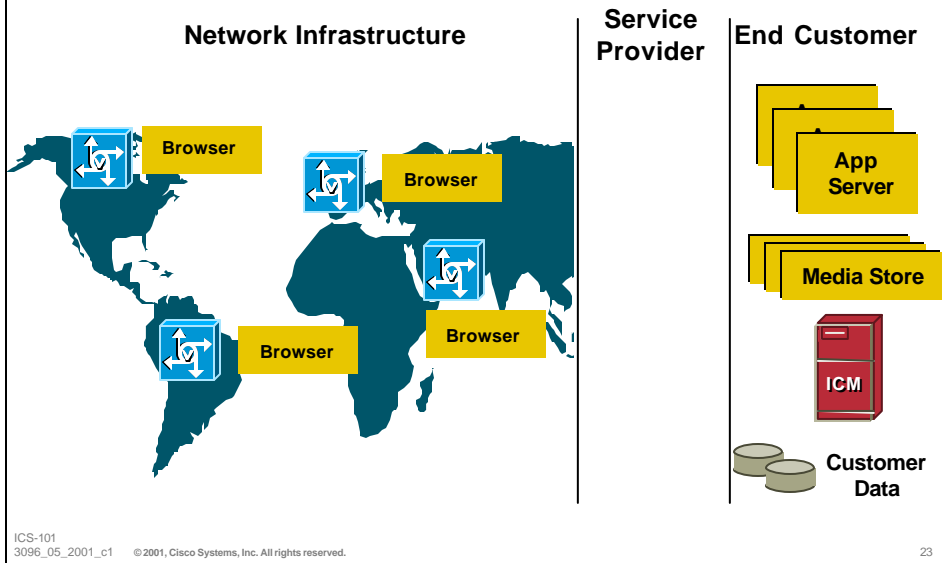 Network Infrastructure
Service
Provider
End Customer
Browser
Browser
Browser
Browser
App
Server
Media Store
ICM
Customer
Data
V
V
V
V
ICS-101
3096_05_2001_c1 © 2001, Cisco Systems, Inc. All rights reserved. 23